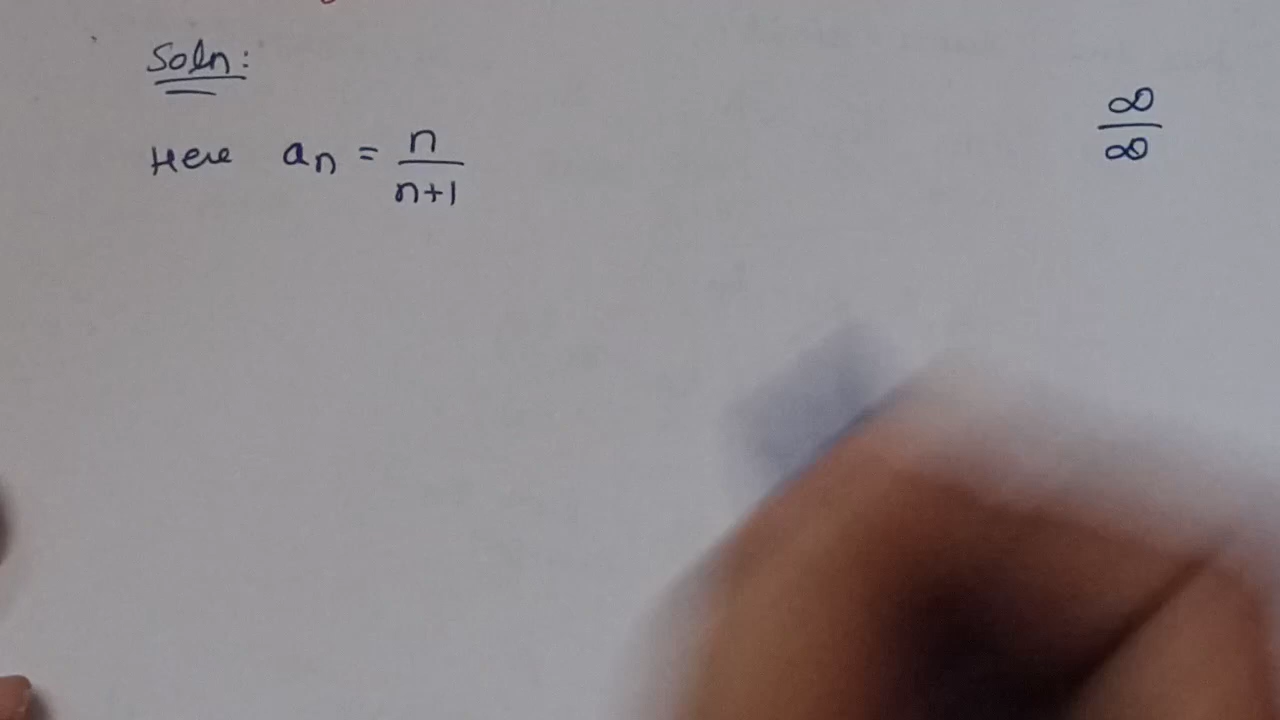 Soln:
Here an = n/n+1
∞/∞